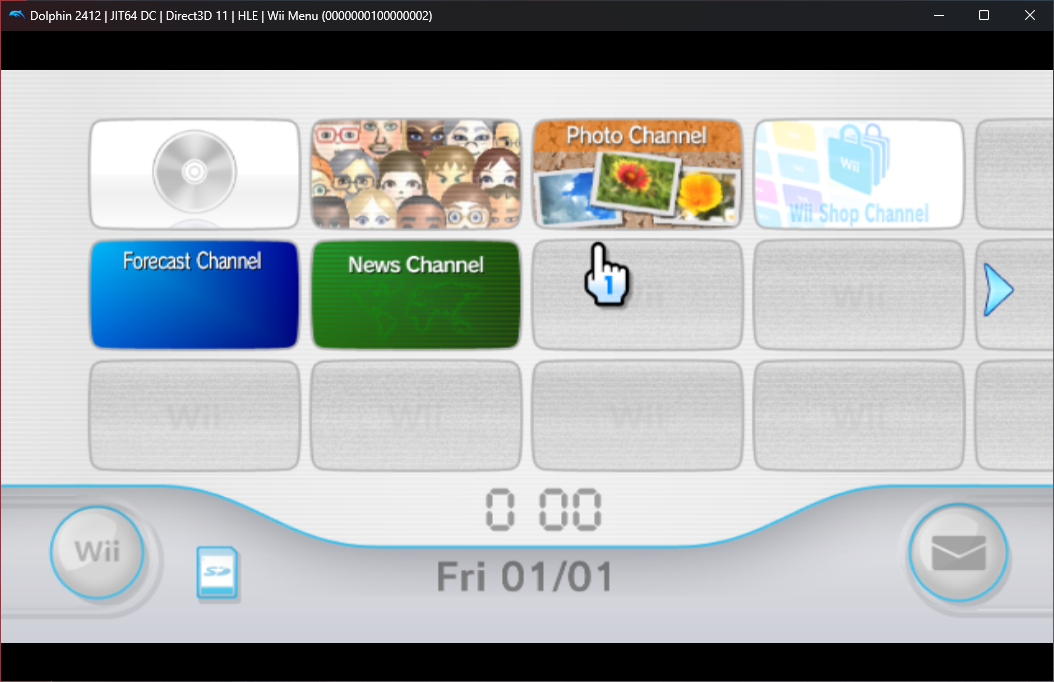 Dolphin 2412 | JIT64 DC | Direct3D 11 | HLE | Wii Menu (0000000100000002)
Photo Channel
Wii
Wii Shop Channel
Forecast Channel
News Channel
1
Wii
Wii
Wii
Wii
Wii
Wii
0 00
Wii
SD
Fri 01/01